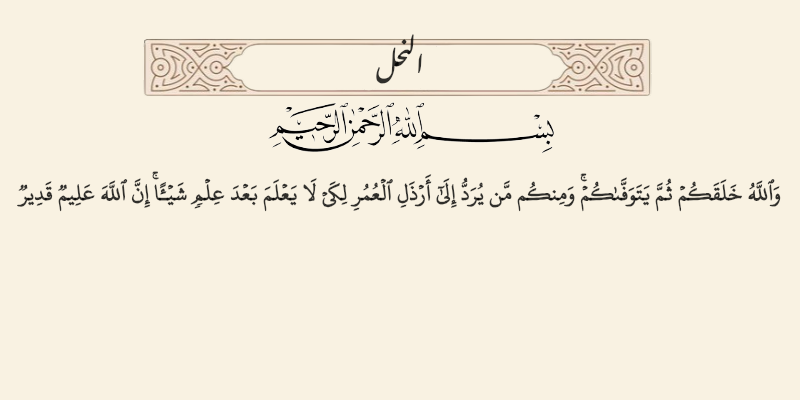 النحل
بِسْمِ ٱللَّهِ ٱلرَّحْمَٰنِ ٱلرَّحِيمِ
وَٱللَّهُ خَلَقَكُمْ ثُمَّ يَتَوَفَّىٰكُمْ ۚ وَمِنكُم مَّن يُرَدُّ إِلَىٰٓ أَرْذَلِ ٱلْعُمُرِ لِكَىْ لَا يَعْلَمَ بَعْدَ عِلْمٍ شَيْـًٔا ۚ إِنَّ ٱللَّهَ عَلِيمٌ قَدِيرٌ